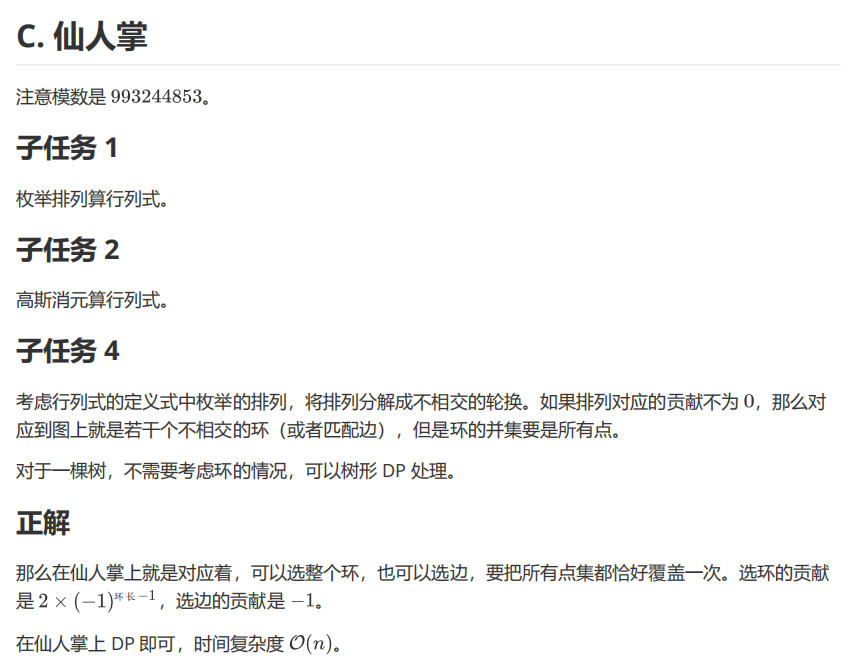 C. 仙人掌
注意模数是 993244853。
子任务 1
枚举排列算行列式。
子任务 2
高斯消元算行列式。
子任务 4
考虑行列式的定义式中枚举的排列，将排列分解成不相交的轮换。如果排列对应的贡献不为 0，那么对
应到图上就是若干个不相交的环（或者匹配边），但是环的并集要是所有点。
对于一棵树，不需要考虑环的情况，可以树形 DP 处理。
正解
那么在仙人掌上就是对应着，可以选整个环，也可以选边，要把所有点集都恰好覆盖一次。选环的贡献
是 2 × (−1)^{环长−1}，选边的贡献是 −1。
在仙人掌上 DP 即可，时间复杂度 O(n)。